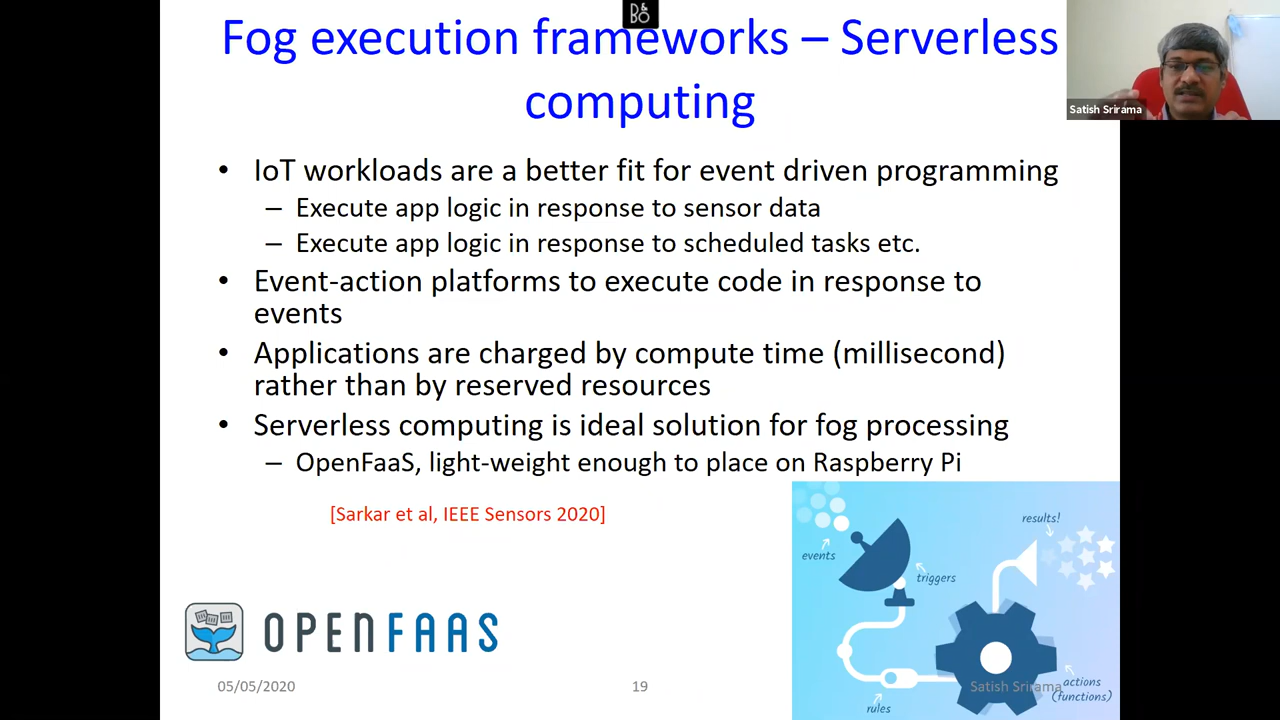 Fog execution frameworks – Serverless
computing
B&O
Satish Srirama
• IoT workloads are a better fit for event driven programming
– Execute app logic in response to sensor data
– Execute app logic in response to scheduled tasks etc.
• Event-action platforms to execute code in response to
events
• Applications are charged by compute time (millisecond)
rather than by reserved resources
• Serverless computing is ideal solution for fog processing
– OpenFaaS, light-weight enough to place on Raspberry Pi
[Sarkar et al, IEEE Sensors 2020]
results!
events
triggers
OPENFAAS
actions
(functions)
rules
05/05/2020
19
Satish Srirama